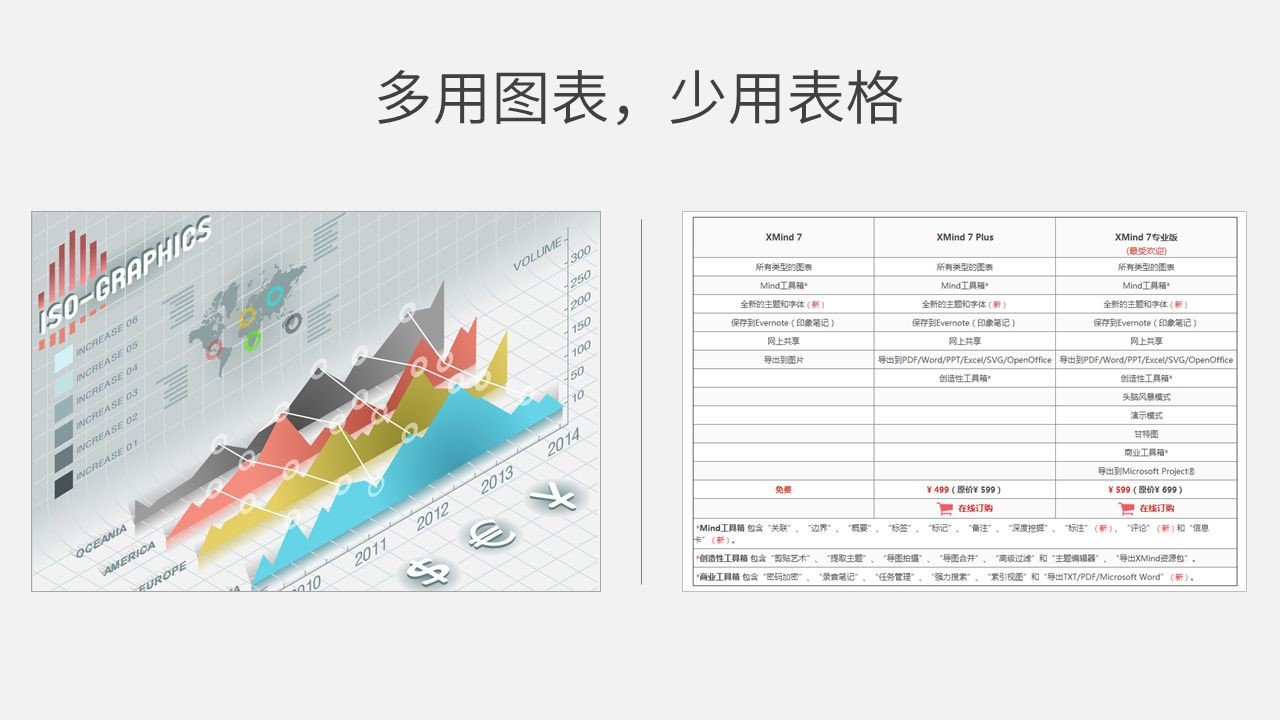 多用图表，少用表格
ISO-GRAPHICS
INCREASE 06
INCREASE 05
INCREASE 04
INCREASE 03
INCREASE 02
INCREASE 01
VOLUME
300
250
200
150
100
50
10
OCEANIA
AMERICA
EUROPE
2010
2011
2012
2013
2014
$ € ¥
XMind 7 XMind 7 Plus XMind 7专业版
(最受欢迎)
所有类型的图表 所有类型的图表 所有类型的图表
Mind工具箱* Mind工具箱* Mind工具箱*
全新的主题和字体（新） 全新的主题和字体（新） 全新的主题和字体（新）
保存到Evernote（印象笔记） 保存到Evernote（印象笔记） 保存到Evernote（印象笔记）
网上共享 网上共享 网上共享
导出到图片 导出到PDF/Word/PPT/Excel/SVG/OpenOffice 导出到PDF/Word/PPT/Excel/SVG/OpenOffice
创造性工具箱* 创造性工具箱*
头脑风暴模式
演示模式
甘特图
商业工具箱*
导出到Microsoft Project®
免费 ¥ 499（原价¥ 599） ¥ 599（原价¥ 699）
在线订购 在线订购
*Mind工具箱 包含“关联”、“边界”、“概要”、“标签”、“标记”、“备注”、“深度挖掘”、“标注”（新）、“评论”（新）和“信息
卡”（新）。
*创造性工具箱 包含“剪贴艺术”、“提取主题”、“导图拍摄”、“导图合并”、“高级过滤”和“主题编辑器”、“导出XMind资源包”。
*商业工具箱 包含“密码加密”、“录音笔记”、“任务管理”、“强力搜索”、“索引视图”和“导出TXT/PDF/Microsoft Word”（新）。